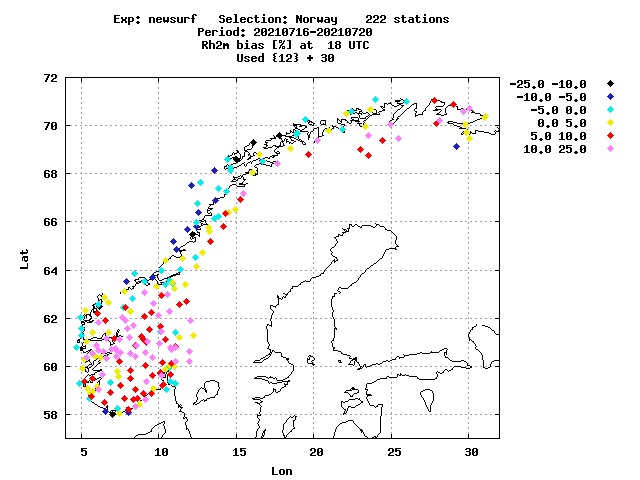 Exp: newsurf   Selection: Norway    222 stations
Period: 20210716-20210720
Rh2m bias [%] at  18 UTC
Used {12} + 30
-25.0 -10.0
-10.0 -5.0
-5.0 0.0
0.0 5.0
5.0 10.0
10.0 25.0
72
70
68
66
64
62
60
58
Lat
5 10 15 20 25 30
Lon